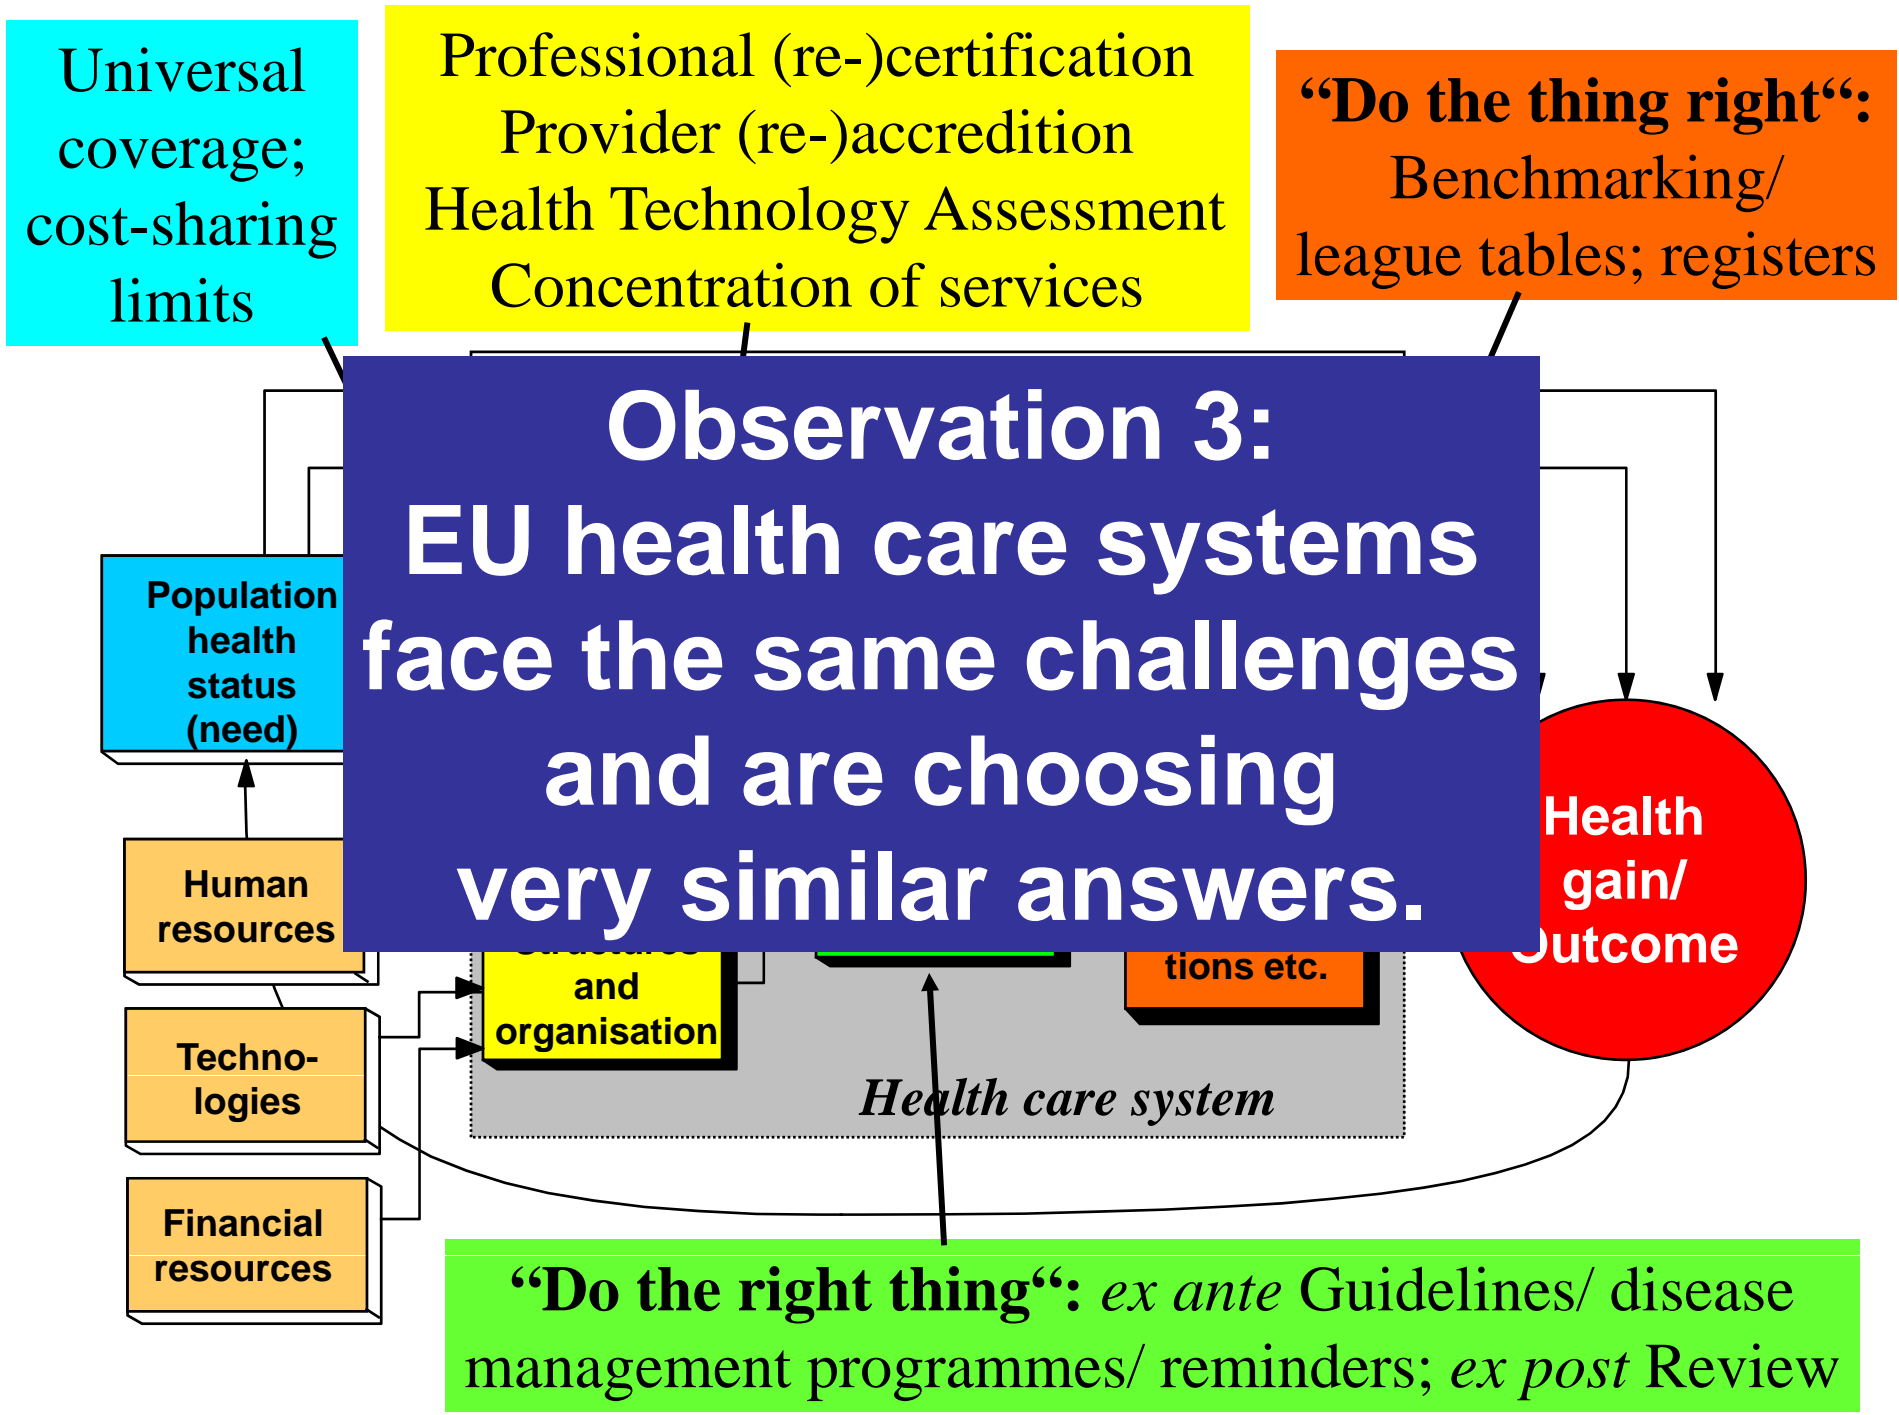 Universal
coverage;
cost-sharing
limits
Professional (re-)certification
Provider (re-)accredition
Health Technology Assessment
Concentration of services
“Do the thing right“:
Benchmarking/
league tables; registers
Observation 3:
EU health care systems
face the same challenges
and are choosing
very similar answers.
Population
health
status
(need)
Human
resources
Techno-
logies
Financial
resources
Structures
and
organisation
tions etc.
Health care system
Health
gain/
Outcome
“Do the right thing“: ex ante Guidelines/ disease
management programmes/ reminders; ex post Review